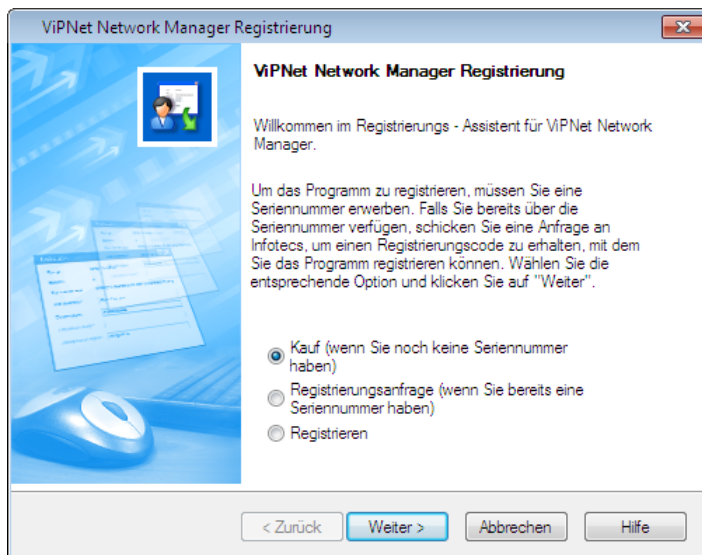 ViPNet Network Manager Registrierung
ViPNet Network Manager Registrierung
Willkommen im Registrierungs - Assistent für ViPNet Network
Manager.
Um das Programm zu registrieren, müssen Sie eine
Seriennummer erwerben. Falls Sie bereits über die
Seriennummer verfügen, schicken Sie eine Anfrage an
Infotecs, um einen Registrierungscode zu erhalten, mit dem
Sie das Programm registrieren können. Wählen Sie die
entsprechende Option und klicken Sie auf "Weiter".
Kauf (wenn Sie noch keine Seriennummer
haben)
Registrierungsanfrage (wenn Sie bereits eine
Seriennummer haben)
Registrieren
< Zurück
Weiter >
Abbrechen
Hilfe